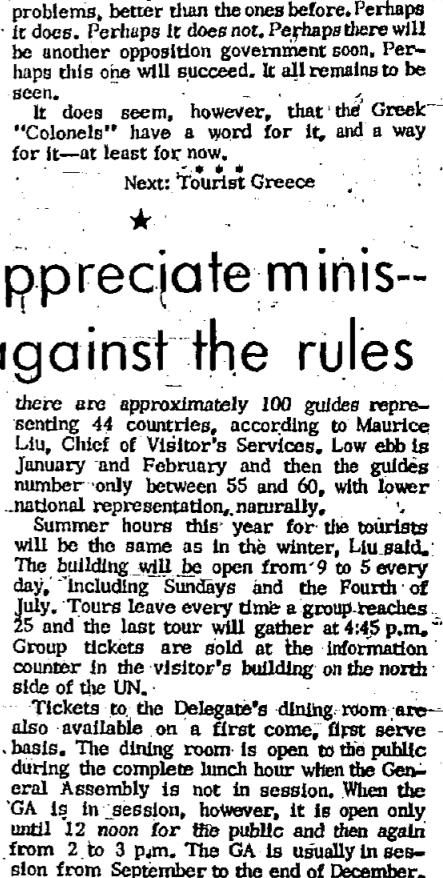 problems, better than the ones before. Perhaps
it does. Perhaps it does not. Perhaps there will
be another opposition government soon. Per-
haps this one will succeed. It all remains to be
seen.
It does seem, however, that the Greek
"Colonels" have a word for it, and a way
for it—at least for now.
* * *
Next: Tourist Greece
★
ppreciate minis--
against the rules
there are approximately 100 guides repre-
senting 44 countries, according to Maurice
Liu, Chief of Visitor's Services. Low ebb is
January and February and then the guides
number only between 55 and 60, with lower
national representation, naturally.
Summer hours this year for the tourists
will be the same as in the winter, Liu said.
The building will be open from 9 to 5 every
day, including Sundays and the Fourth of
July. Tours leave every time a group reaches
25 and the last tour will gather at 4:45 p.m.
Group tickets are sold at the information
counter in the visitor's building on the north
side of the UN.
Tickets to the Delegate's dining room are
also available on a first come, first serve
basis. The dining room is open to the public
during the complete lunch hour when the Gen-
eral Assembly is not in session. When the
GA is in session, however, it is open only
until 12 noon for the public and then again
from 2 to 3 p.m. The GA is usually in ses-
sion from September to the end of December.